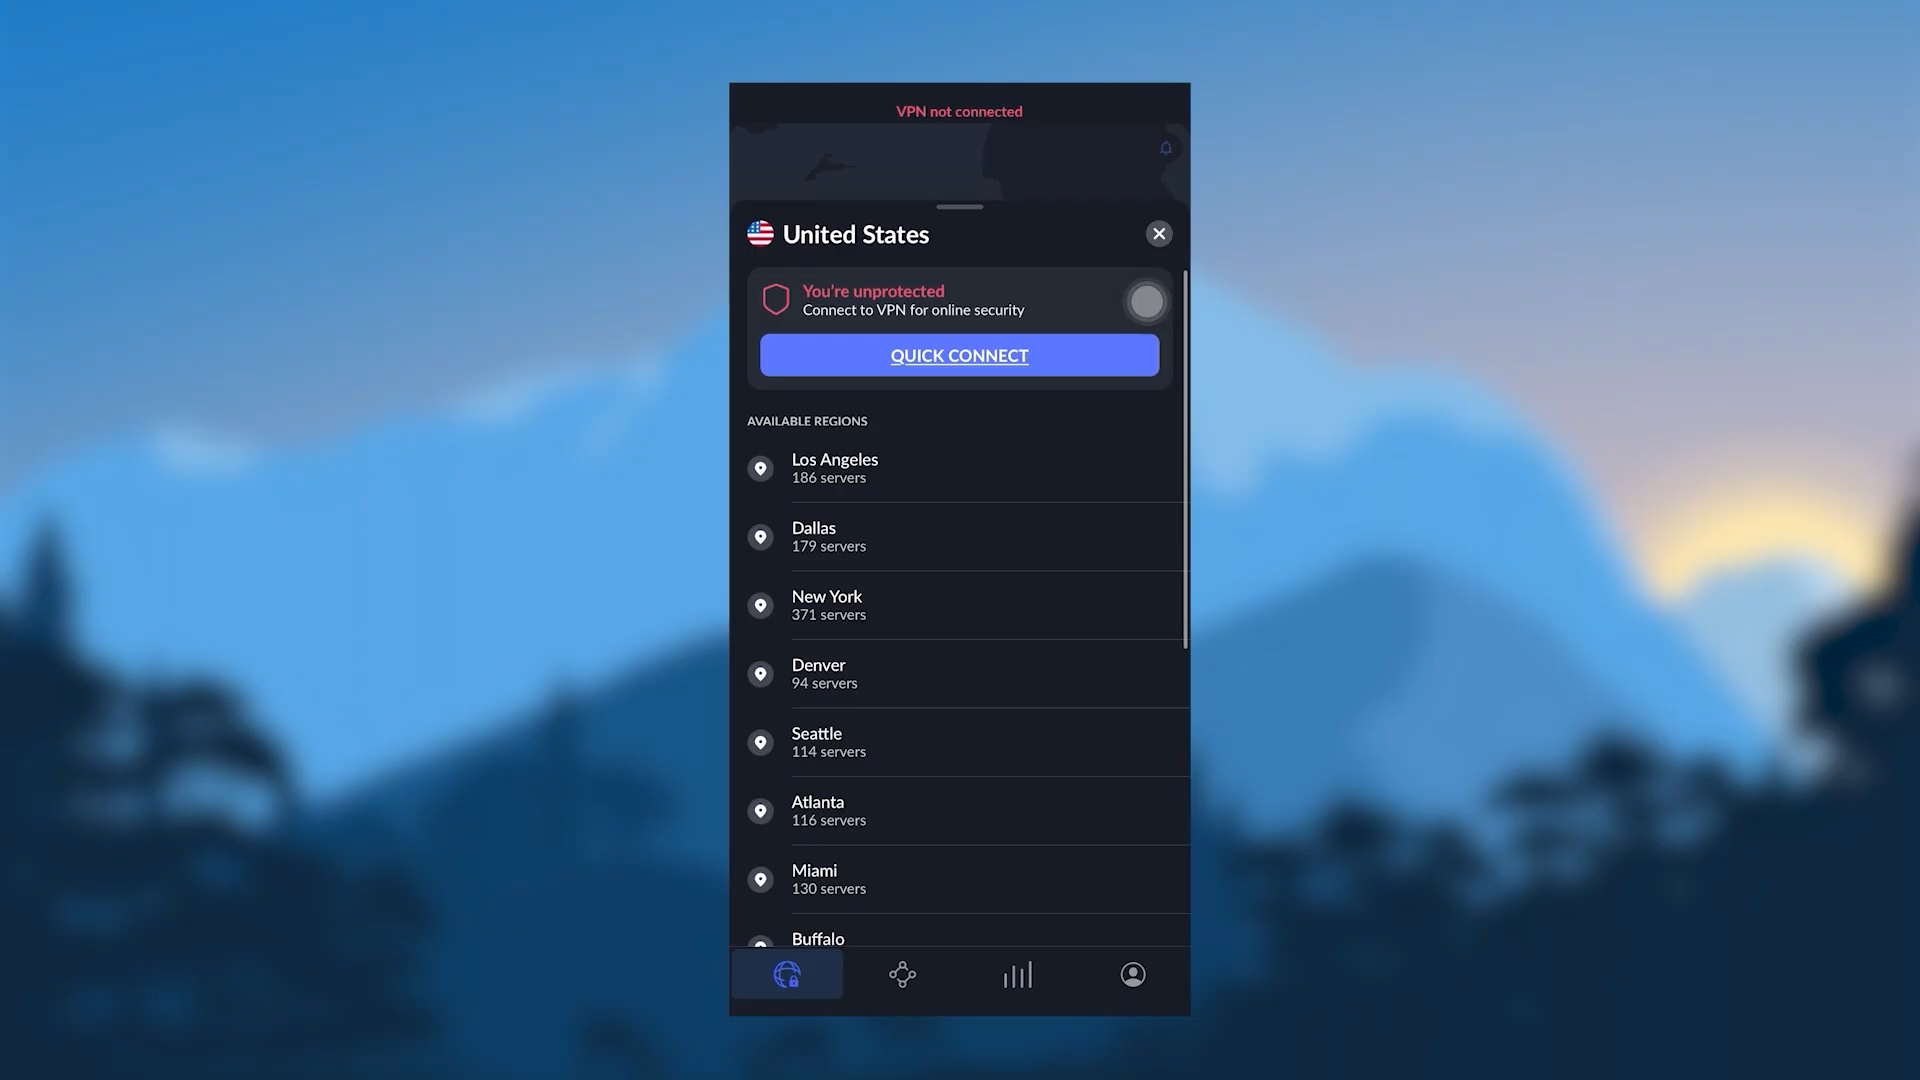 VPN not connected
United States
You're unprotected
Connect to VPN for online security
QUICK CONNECT
AVAILABLE REGIONS
Los Angeles
186 servers
Dallas
179 servers
New York
371 servers
Denver
94 servers
Seattle
114 servers
Atlanta
116 servers
Miami
130 servers
Buffalo